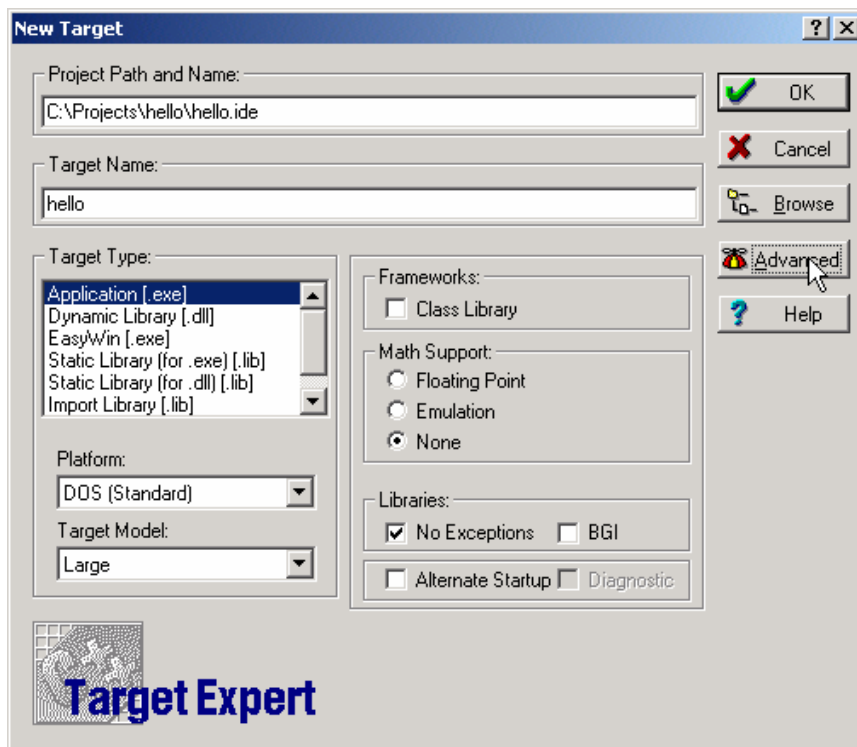 New Target
Project Path and Name:
C:\Projects\hello\hello.ide
OK
Cancel
Target Name:
hello
Browse
Target Type:
Application [.exe]
Dynamic Library [.dll]
EasyWin [.exe]
Static Library (for .exe) [.lib]
Static Library (for .dll) [.lib]
Import Library [.lib]
Platform:
DOS (Standard)
Target Model:
Large
Frameworks:
Class Library
Math Support:
Floating Point
Emulation
None
Libraries:
No Exceptions BGI
Alternate Startup Diagnostic
Advanced
Help
C++
Target Expert